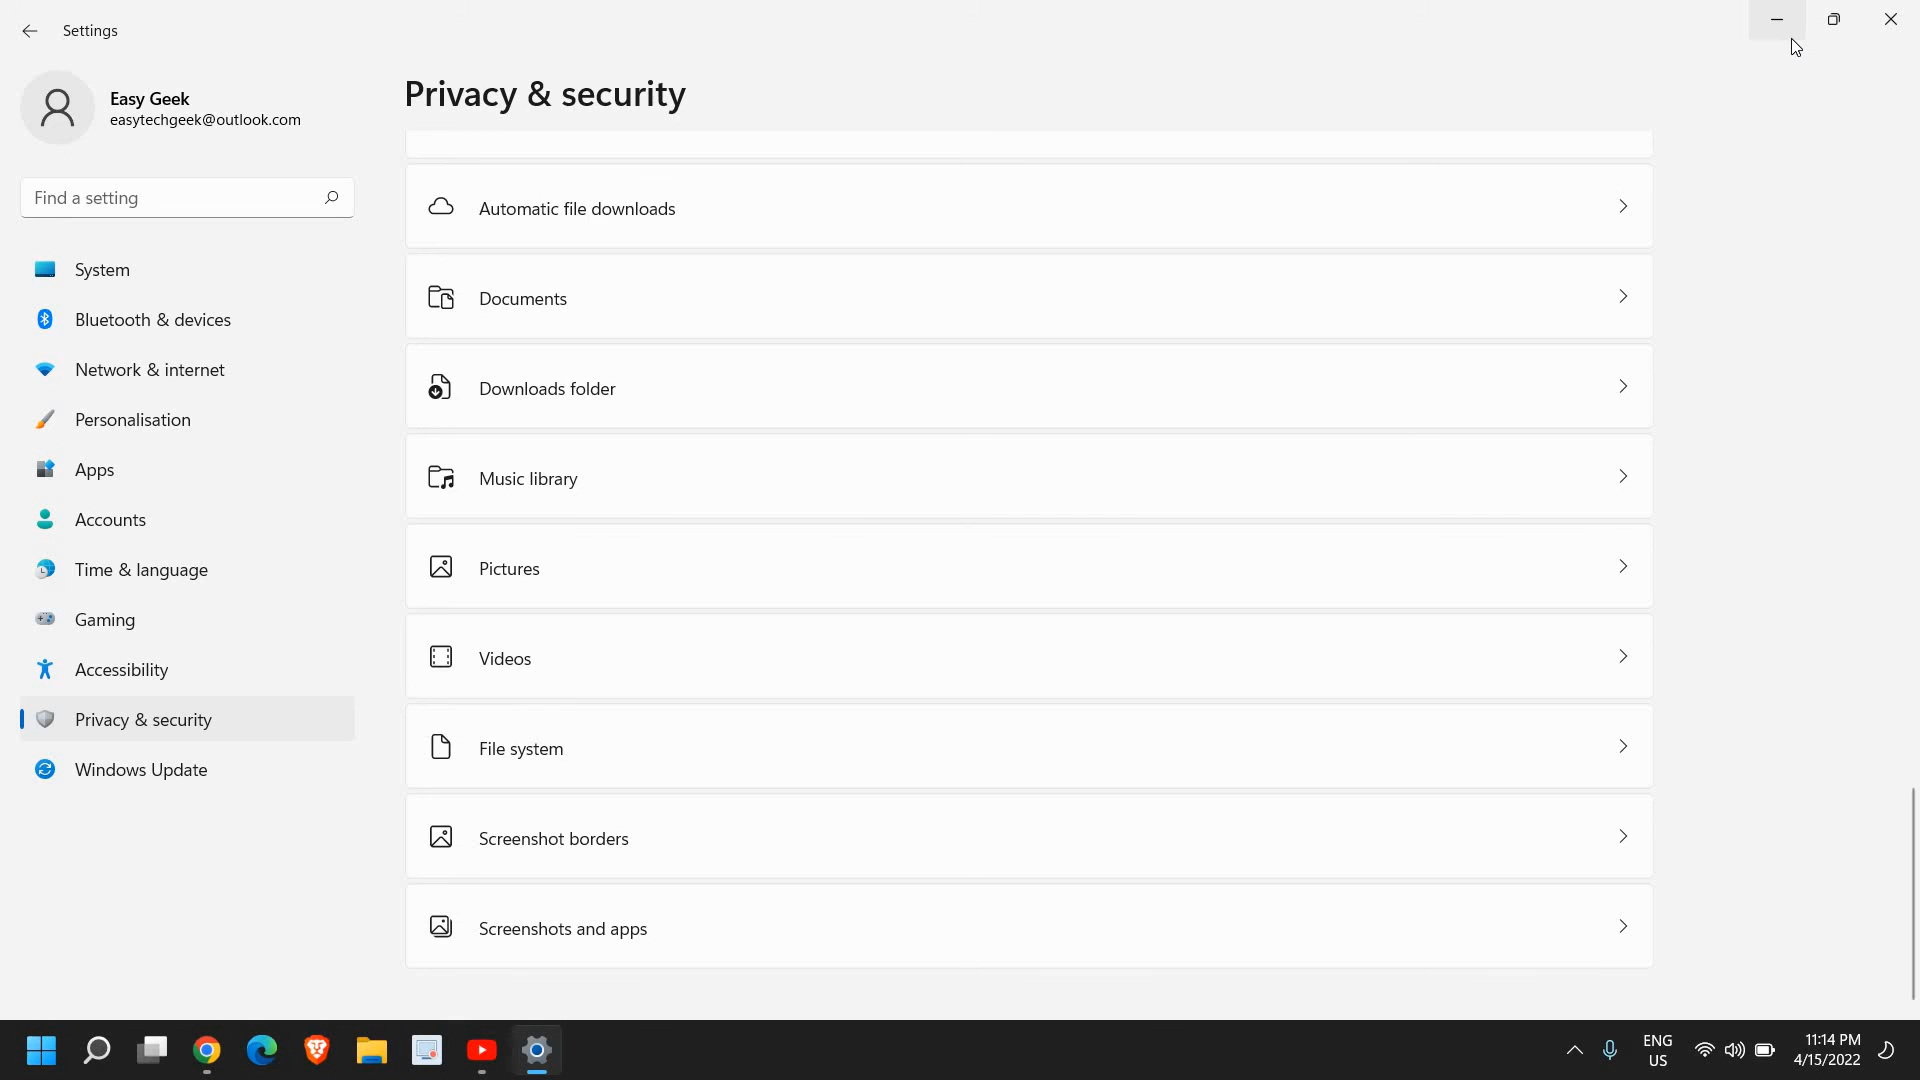 Settings
Easy Geek
easytechgeek@outlook.com
Find a setting
System
Bluetooth & devices
Network & internet
Personalisation
Apps
Accounts
Time & language
Gaming
Accessibility
Privacy & security
Windows Update
Privacy & security
Automatic file downloads
Documents
Downloads folder
Music library
Pictures
Videos
File system
Screenshot borders
Screenshots and apps
ENG
US
11:14 PM
4/15/2022